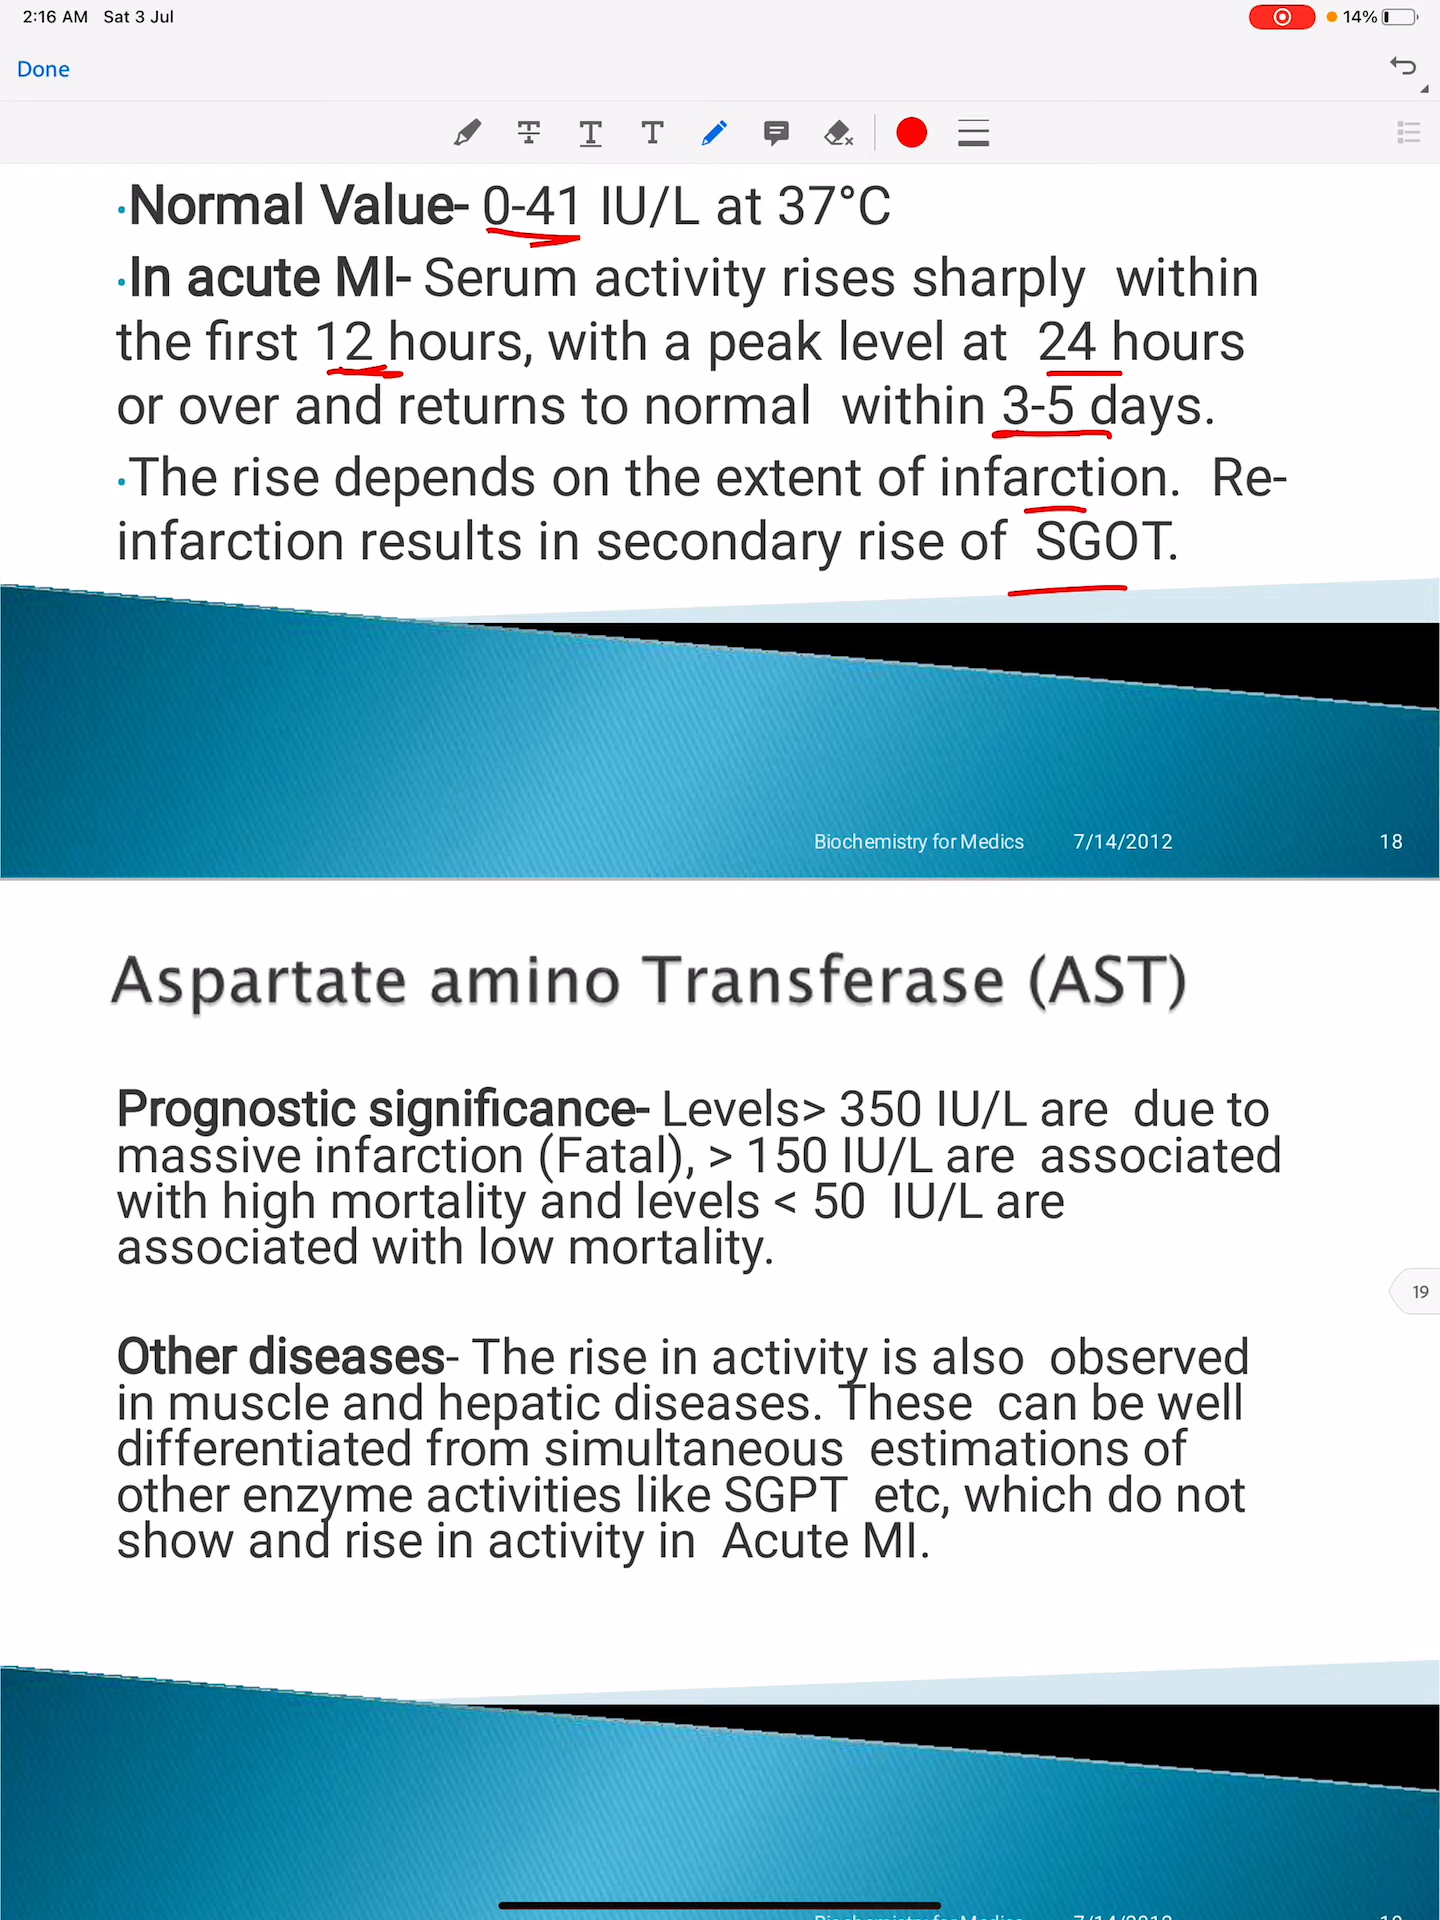 2:16 AM Sat 3 Jul
14%
Done
·Normal Value- 0-41 IU/L at 37°C
·In acute MI- Serum activity rises sharply within
the first 12 hours, with a peak level at 24 hours
or over and returns to normal within 3-5 days.
·The rise depends on the extent of infarction. Re-
infarction results in secondary rise of SGOT.
Biochemistry for Medics 7/14/2012 18
Aspartate amino Transferase (AST)
Prognostic significance- Levels> 350 IU/L are due to
massive infarction (Fatal), > 150 IU/L are associated
with high mortality and levels < 50 IU/L are
associated with low mortality.
19
Other diseases- The rise in activity is also observed
in muscle and hepatic diseases. These can be well
differentiated from simultaneous estimations of
other enzyme activities like SGPT etc, which do not
show and rise in activity in Acute MI.
Biochemistry for Medics 7/14/2012 19